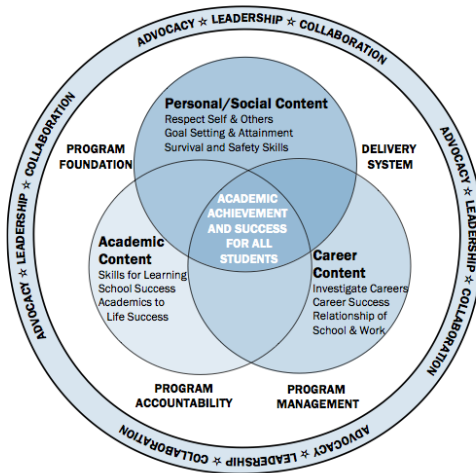 ADVOCACY ☆ LEADERSHIP ☆ COLLABORATION
ADVOCACY ☆ LEADERSHIP ☆ COLLABORATION
ADVOCACY ☆ LEADERSHIP ☆ COLLABORATION
ADVOCACY ☆ LEADERSHIP ☆ COLLABORATION
Personal/Social Content
Respect Self & Others
Goal Setting & Attainment
Survival and Safety Skills
PROGRAM
FOUNDATION
DELIVERY
SYSTEM
ACADEMIC
ACHIEVEMENT
AND SUCCESS
FOR ALL
STUDENTS
Academic
Content
Skills for Learning
School Success
Academics to
Life Success
Career
Content
Investigate Careers
Career Success
Relationship of
School & Work
PROGRAM
ACCOUNTABILITY
PROGRAM
MANAGEMENT